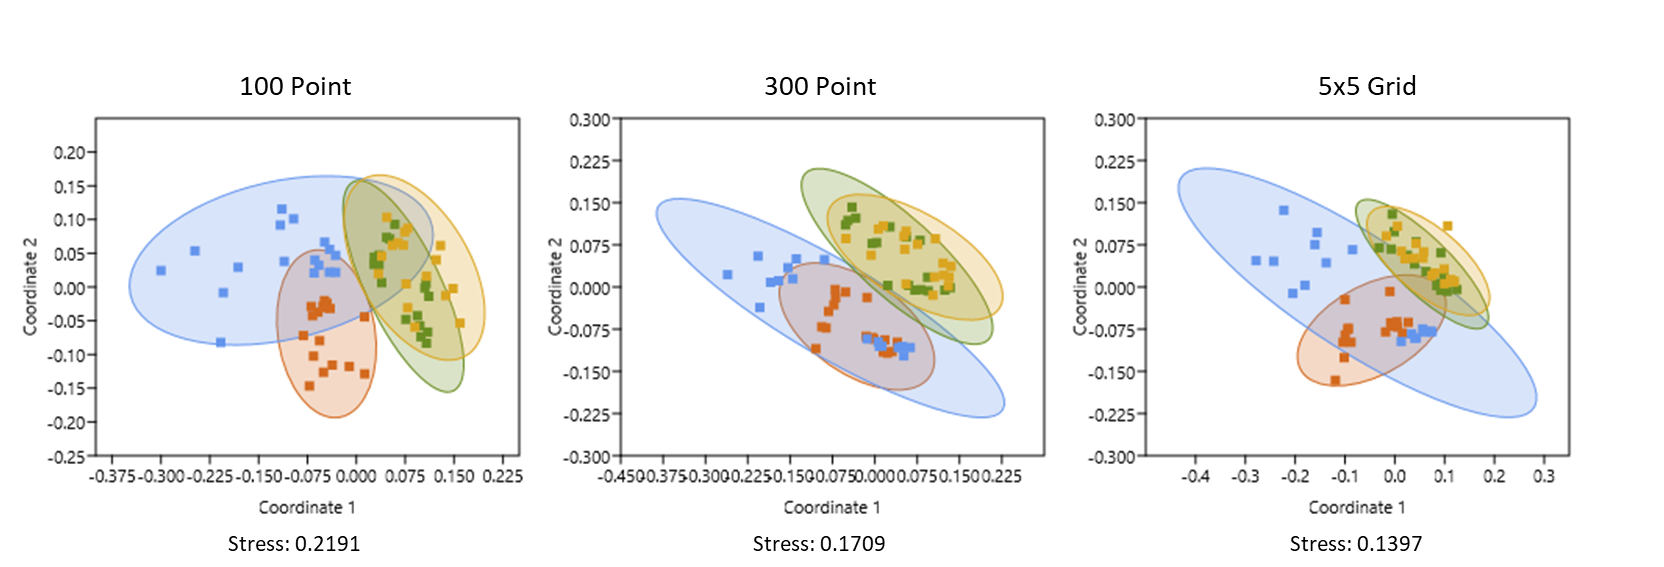 100 Point
300 Point
5x5 Grid
0.20
0.15
0.10
0.05
0.00
-0.05
-0.10
-0.15
-0.20
-0.25
Coordinate 2
-0.375 -0.300 -0.225 -0.150 -0.075 0.000 0.075 0.150 0.225
Coordinate 1
Stress: 0.2191
0.300
0.225
0.150
0.075
0.000
-0.075
-0.150
-0.225
-0.300
Coordinate 2
-0.450 -0.375 -0.300 -0.225 -0.150 -0.075 0.000 0.075 0.150 0.225
Coordinate 1
Stress: 0.1709
0.300
0.225
0.150
0.075
0.000
-0.075
-0.150
-0.225
-0.300
Coordinate 2
-0.4 -0.3 -0.2 -0.1 0.0 0.1 0.2 0.3
Coordinate 1
Stress: 0.1397